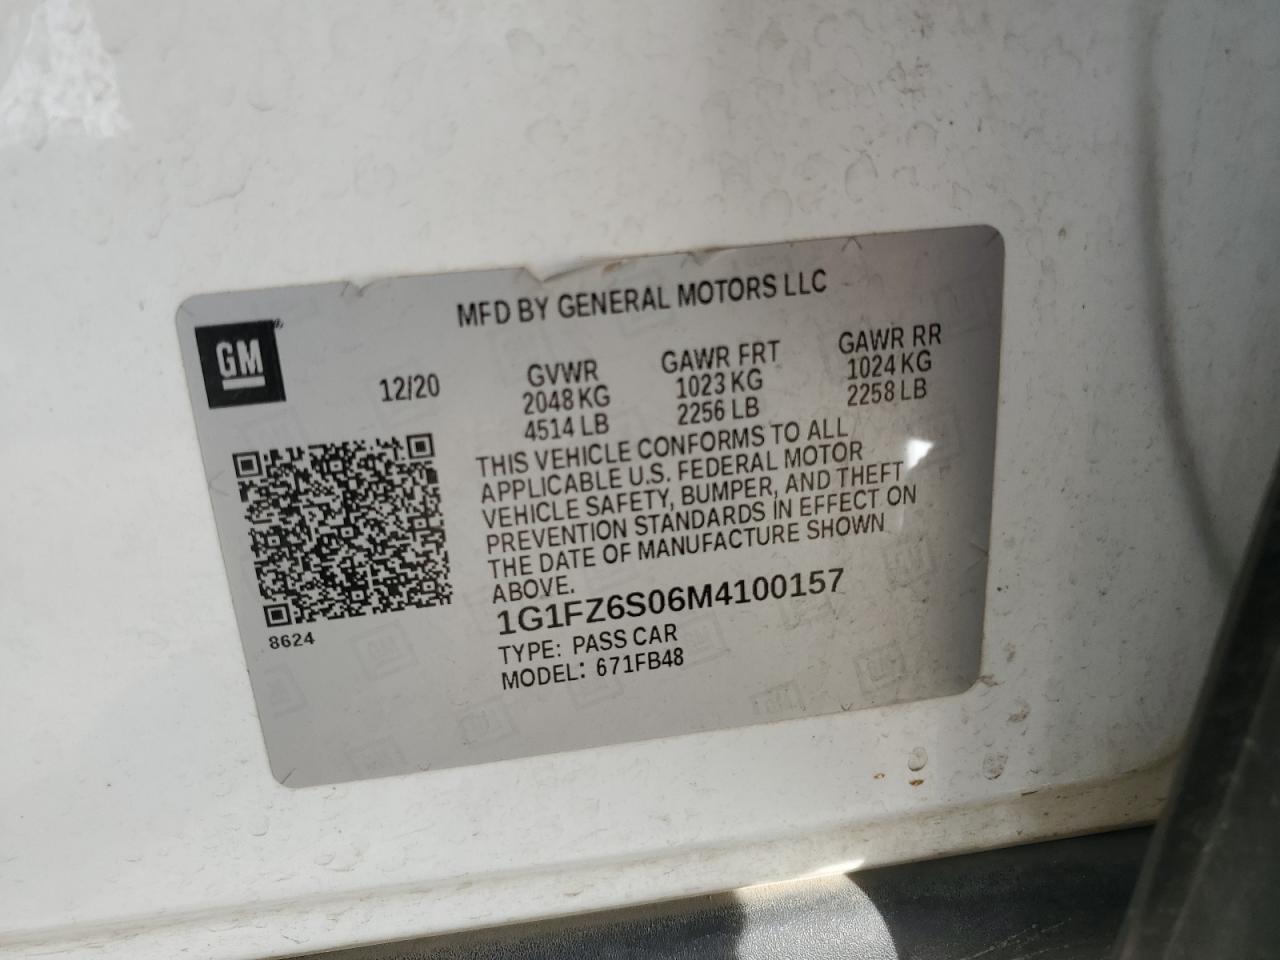 MFD BY GENERAL MOTORS LLC
GM®
12/20
GVWR GAWR FRT GAWR RR
2048 KG 1023 KG 1024 KG
4514 LB 2256 LB 2258 LB
THIS VEHICLE CONFORMS TO ALL
APPLICABLE U.S. FEDERAL MOTOR
VEHICLE SAFETY, BUMPER, AND THEFT
PREVENTION STANDARDS IN EFFECT ON
THE DATE OF MANUFACTURE SHOWN
ABOVE.
1G1FZ6S06M4100157
TYPE: PASS CAR
MODEL: 671FB48
8624